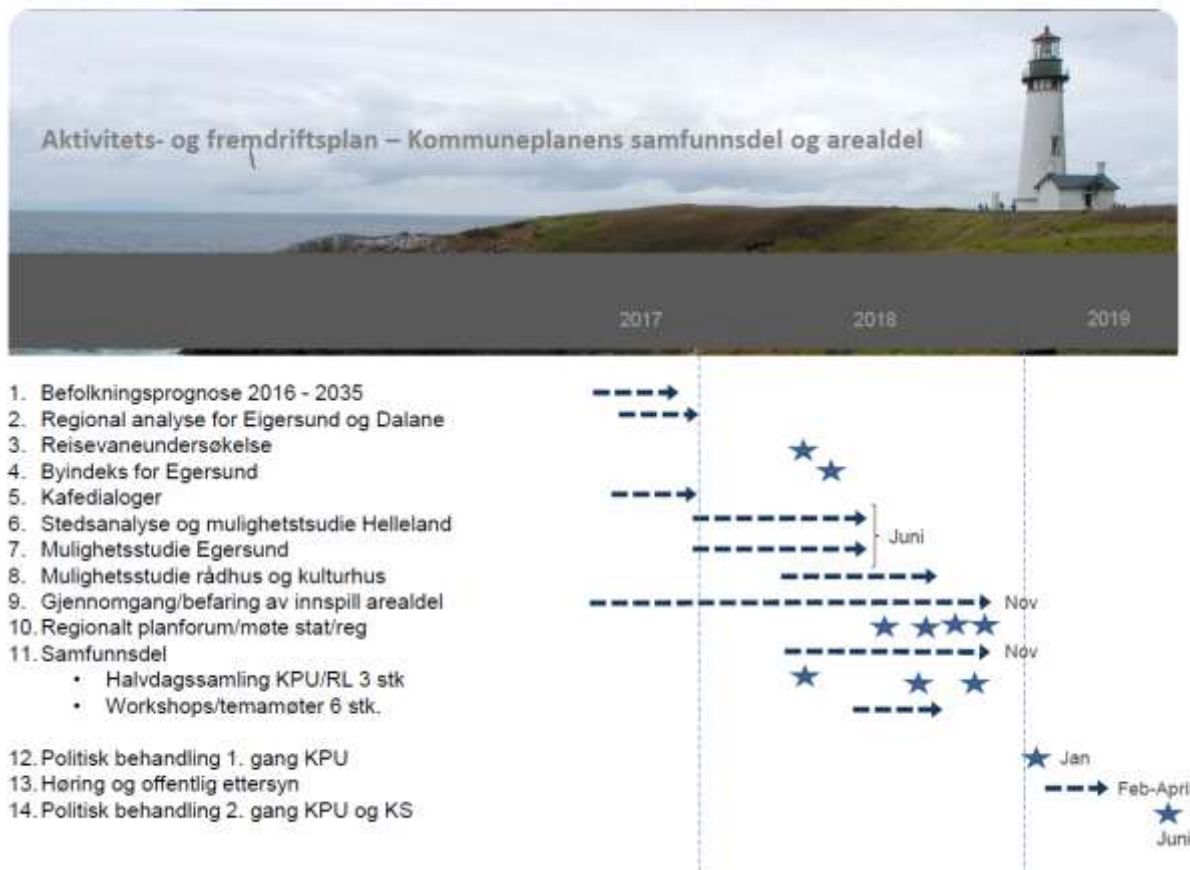 Aktivitets- og fremdriftsplan – Kommuneplanens samfunnsdel og arealdel
2017 2018 2019
1. Befolkningsprognose 2016 - 2035
2. Regional analyse for Eigersund og Dalane
3. Reisevaneundersøkelse
4. Byindeks for Egersund
5. Kafedialoger
6. Stedsanalyse og mulighetstsudie Helleland
Juni
7. Mulighetsstudie Egersund
8. Mulighetsstudie rådhus og kulturhus
9. Gjennomgang/befaring av innspill arealdel Nov
10. Regionalt planforum/møte stat/reg
11. Samfunnsdel Nov
• Halvdagssamling KPU/RL 3 stk
• Workshops/temamøter 6 stk.
12. Politisk behandling 1. gang KPU Jan
13. Høring og offentlig ettersyn Feb-April
14. Politisk behandling 2. gang KPU og KS
Juni